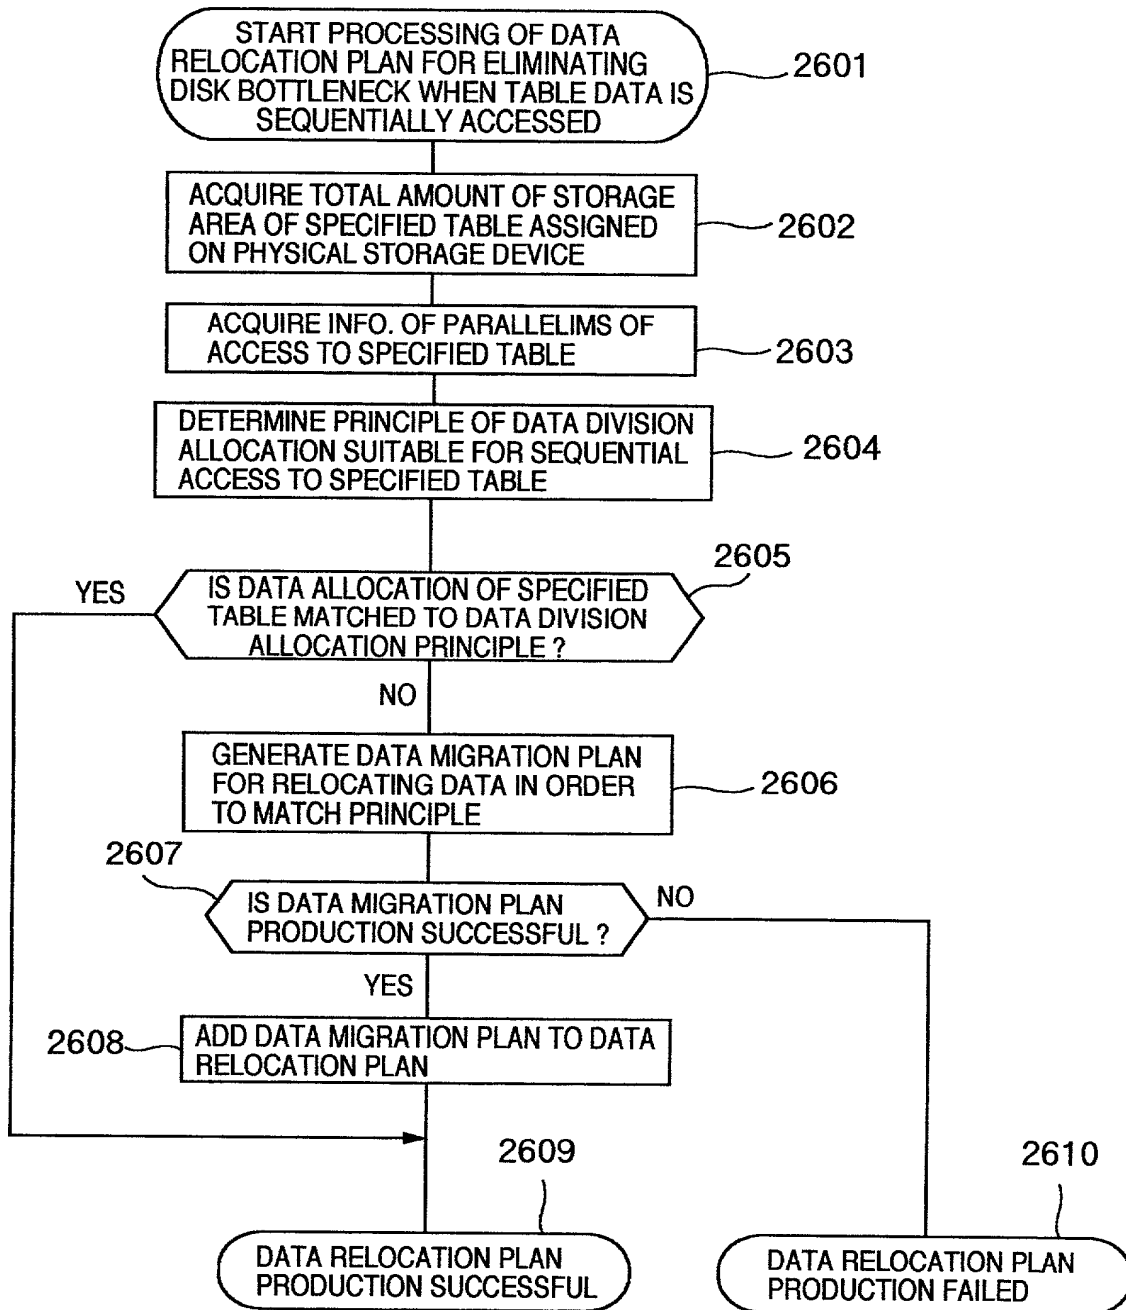 START PROCESSING OF DATA
RELOCATION PLAN FOR ELIMINATING
DISK BOTTLENECK WHEN TABLE DATA IS
SEQUENTIALLY ACCESSED
2601
ACQUIRE TOTAL AMOUNT OF STORAGE
AREA OF SPECIFIED TABLE ASSIGNED
ON PHYSICAL STORAGE DEVICE
2602
ACQUIRE INFO. OF PARALLELIMS OF
ACCESS TO SPECIFIED TABLE
2603
DETERMINE PRINCIPLE OF DATA DIVISION
ALLOCATION SUITABLE FOR SEQUENTIAL
ACCESS TO SPECIFIED TABLE
2604
2605
YES
IS DATA ALLOCATION OF SPECIFIED
TABLE MATCHED TO DATA DIVISION
ALLOCATION PRINCIPLE ?
NO
GENERATE DATA MIGRATION PLAN
FOR RELOCATING DATA IN ORDER
TO MATCH PRINCIPLE
2606
2607
IS DATA MIGRATION PLAN
PRODUCTION SUCCESSFUL ?
NO
YES
2608
ADD DATA MIGRATION PLAN TO DATA
RELOCATION PLAN
2609
2610
DATA RELOCATION PLAN
PRODUCTION SUCCESSFUL
DATA RELOCATION PLAN
PRODUCTION FAILED